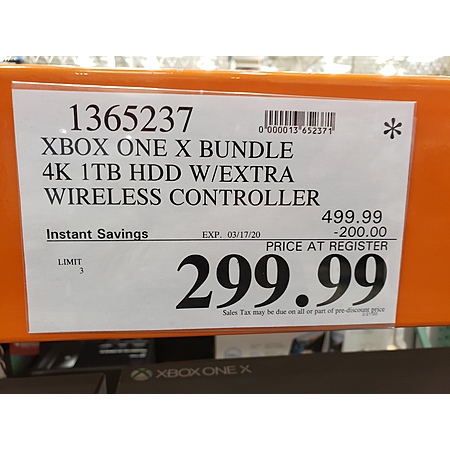 1365237
0 000013 652371
*
XBOX ONE X BUNDLE
4K 1TB HDD W/EXTRA
WIRELESS CONTROLLER
499.99
Instant Savings EXP. 03/17/20 -200.00
PRICE AT REGISTER
LIMIT
3
299.99
Sales Tax may be due on all or part of pre-discount price
XBOX ONE X